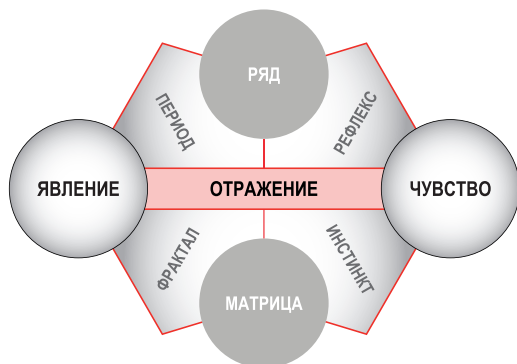 РЯД
ПЕРИОД
РЕФЛЕКС
ЯВЛЕНИЕ
ОТРАЖЕНИЕ
ЧУВСТВО
ФРАКТАЛ
ИНСТИНКТ
МАТРИЦА